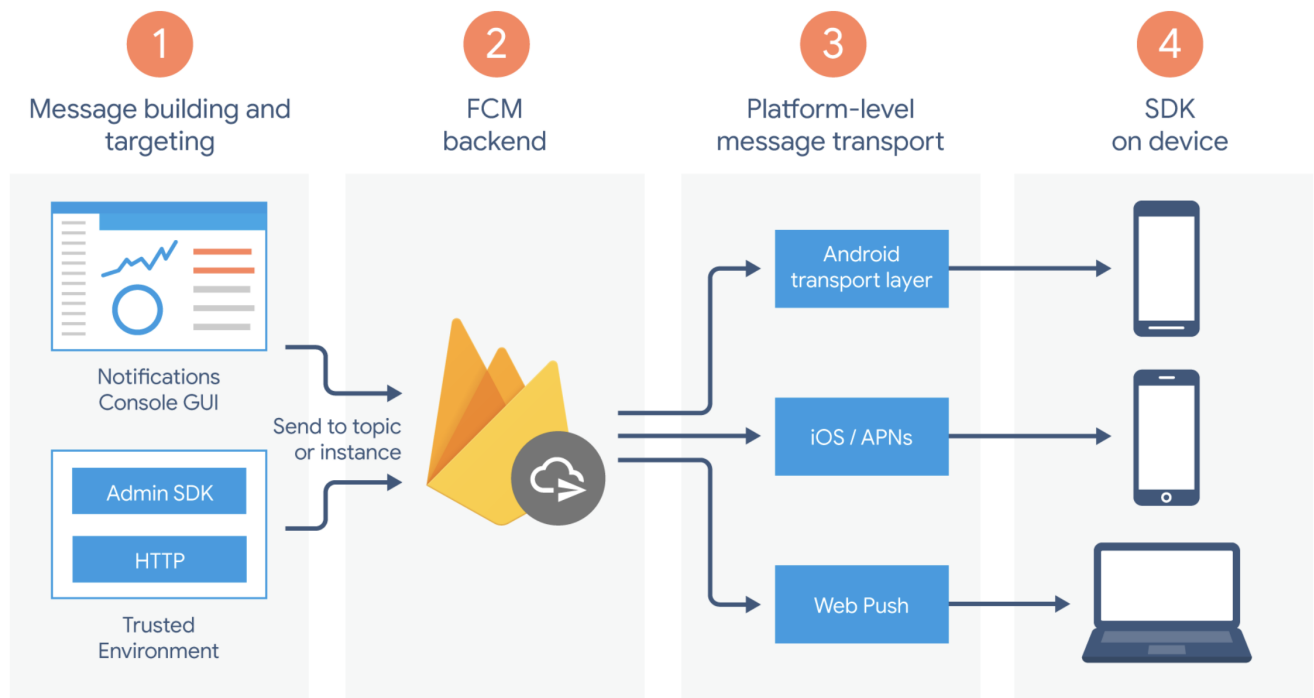 1
Message building and
targeting
2
FCM
backend
3
Platform-level
message transport
4
SDK
on device
Notifications
Console GUI
Send to topic
or instance
Admin SDK
HTTP
Trusted
Environment
Android
transport layer
iOS / APNs
Web Push